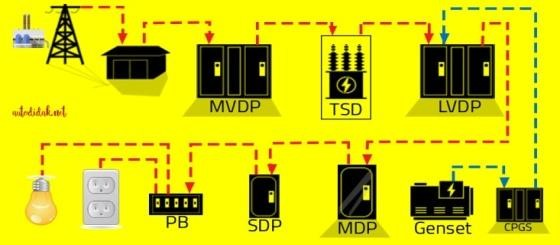 MVDP
TSD
LVDP
autodidak.net
PB
SDP
MDP
Genset
CPGS